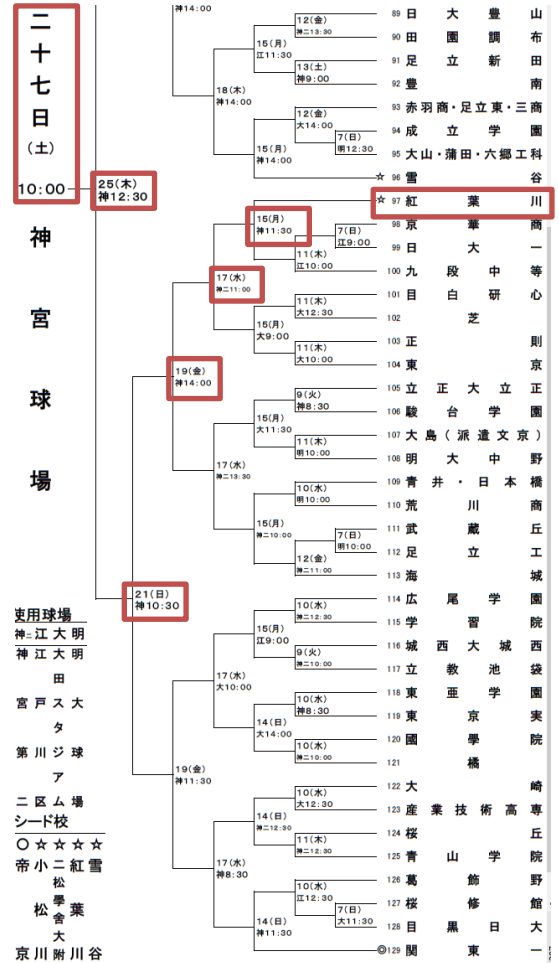 神14:00
二十七日
(土)
10:00
神宮球場
25(木)
神12:30
18(木)
神14:00
15(月)
江11:30
12(金)
神二13:30
13(土)
神9:00
15(月)
神14:00
12(金)
大14:00
7(日)
明12:30
89 日大豊山
90 田園調布
91 足立新田
92 豊南
93 赤羽商・足立東・三商
94 成立学園
95 大山・蒲田・六郷工科
☆ 96 雪谷
☆ 97 紅葉川
98 京華商
99 日大一
100 九段中等
101 目白研心
102 芝
103 正則
104 東京
15(月)
神11:30
7(日)
江9:00
11(木)
江10:00
17(水)
神二11:00
11(木)
大12:30
15(月)
大9:00
11(木)
大10:00
19(金)
神14:00
105 立正大立正
106 駿台学園
107 大島(派遣文京)
108 明大中野
109 青井・日本橋
110 荒川商
111 武蔵丘
112 足立工
113 海城
9(火)
神8:30
15(月)
大11:30
11(木)
明10:00
17(水)
神二13:30
10(水)
明10:00
15(月)
神二10:00
7(日)
明10:00
12(金)
神二11:00
21(日)
神10:30
114 広尾学園
115 学習院
116 城西大城西
117 立教池袋
118 東亜学園
119 東京実
120 國學院
121 橘
10(水)
神二12:30
15(月)
江9:00
9(火)
神二10:00
17(水)
大10:00
10(水)
神8:30
14(日)
大14:00
10(水)
神二10:00
19(金)
神11:30
122 大崎
123 産業技術高専
124 桜丘
125 青山学院
126 葛飾野
127 桜修館
128 目黒日大
◎129 関東一
10(水)
大12:30
14(日)
神二12:30
11(木)
神二12:30
17(水)
神8:30
10(水)
江12:30
7(日)
大11:30
14(日)
神11:30
使用球場
神二江大明
神宮第二
江戸川区
大田スタジアム
明大球場
シード校
○帝京
☆小松川
☆二松學舎大附
☆紅葉川
☆雪谷